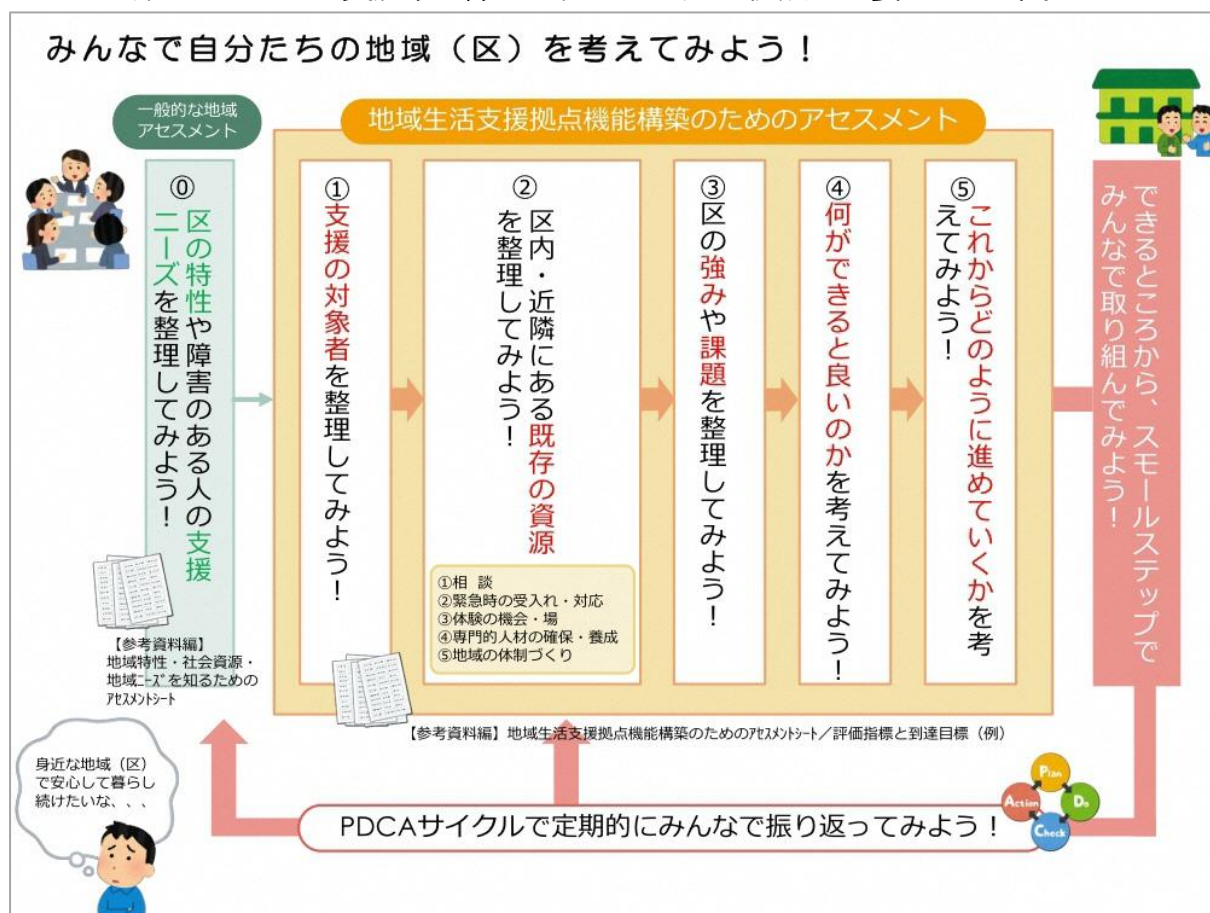 みんなで自分たちの地域（区）を考えてみよう！
一般的な地域
アセスメント
地域生活支援拠点機能構築のためのアセスメント
⓪
区の特性や障害のある人の支援
ニーズを整理してみよう！
①
支援の対象者を整理してみよう！
②
区内・近隣にある既存の資源
を整理してみよう！
①相　談
②緊急時の受入れ・対応
③体験の機会・場
④専門的人材の確保・養成
⑤地域の体制づくり
③
区の強みや課題を整理してみよう！
④
何ができると良いのかを考えてみよう！
⑤
これからどのように進めていくかを考
えてみよう！
できるところから、スモールステップで
みんなで取り組んでみよう！
【参考資料編】
地域特性・社会資源・
地域ﾆｰｽﾞを知るための
ｱｾｽﾒﾝﾄシート
【参考資料編】地域生活支援拠点機能構築のためのｱｾｽﾒﾝﾄｼｰﾄ／評価指標と到達目標（例）
身近な地域（区）
で安心して暮らし
続けたいな、、、
PDCAサイクルで定期的にみんなで振り返ってみよう！
Plan
Do
Check
Action